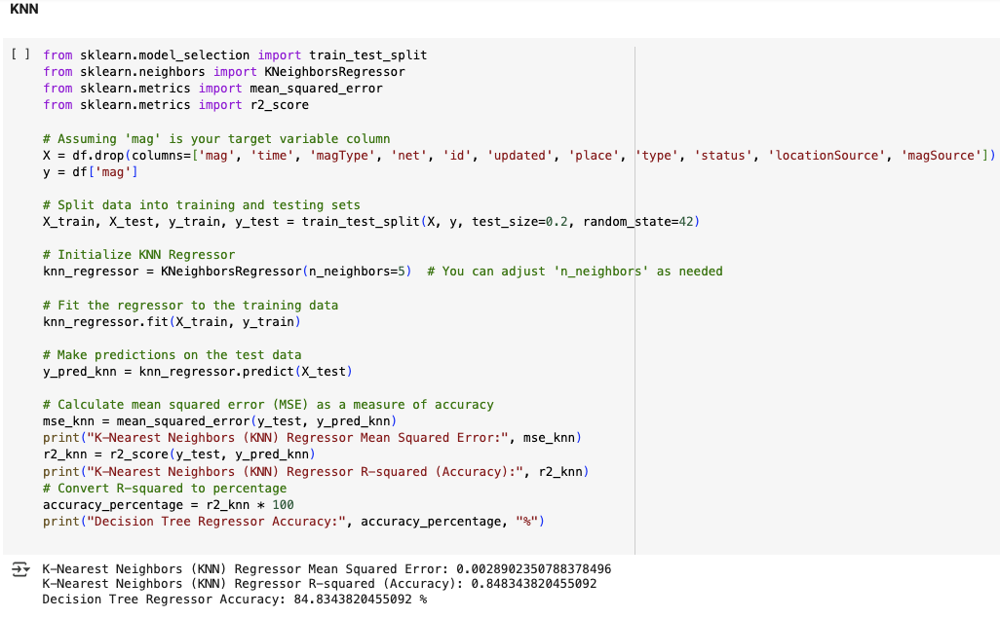 KNN
[ ] from sklearn.model_selection import train_test_split
from sklearn.neighbors import KNeighborsRegressor
from sklearn.metrics import mean_squared_error
from sklearn.metrics import r2_score
# Assuming 'mag' is your target variable column
X = df.drop(columns=['mag', 'time', 'magType', 'net', 'id', 'updated', 'place', 'type', 'status', 'locationSource', 'magSource'])
y = df['mag']
# Split data into training and testing sets
X_train, X_test, y_train, y_test = train_test_split(X, y, test_size=0.2, random_state=42)
# Initialize KNN Regressor
knn_regressor = KNeighborsRegressor(n_neighbors=5)  # You can adjust 'n_neighbors' as needed
# Fit the regressor to the training data
knn_regressor.fit(X_train, y_train)
# Make predictions on the test data
y_pred_knn = knn_regressor.predict(X_test)
# Calculate mean squared error (MSE) as a measure of accuracy
mse_knn = mean_squared_error(y_test, y_pred_knn)
print("K-Nearest Neighbors (KNN) Regressor Mean Squared Error:", mse_knn)
r2_knn = r2_score(y_test, y_pred_knn)
print("K-Nearest Neighbors (KNN) Regressor R-squared (Accuracy):", r2_knn)
# Convert R-squared to percentage
accuracy_percentage = r2_knn * 100
print("Decision Tree Regressor Accuracy:", accuracy_percentage, "%")
K-Nearest Neighbors (KNN) Regressor Mean Squared Error: 0.0028902350788378496
K-Nearest Neighbors (KNN) Regressor R-squared (Accuracy): 0.848343820455092
Decision Tree Regressor Accuracy: 84.8343820455092 %